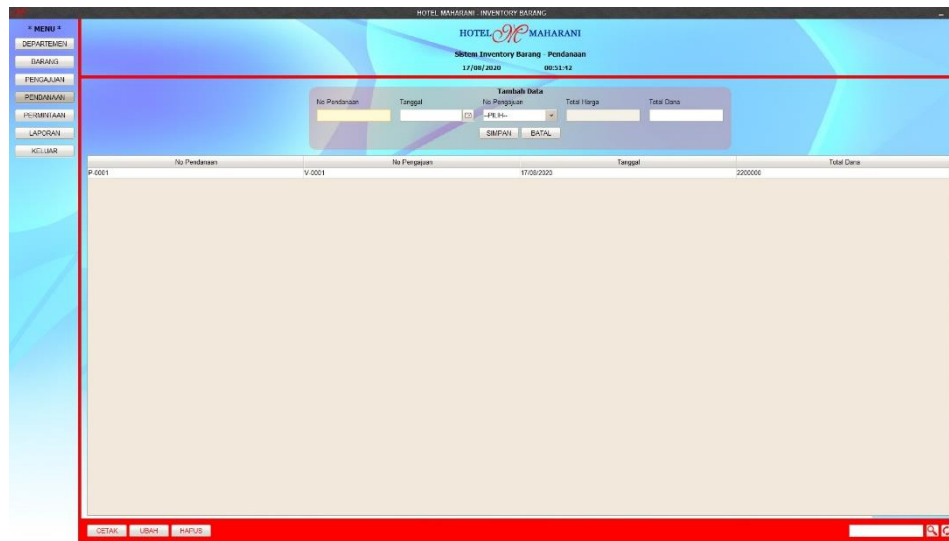 HOTEL MAHARANI - INVENTORY BARANG
* MENU *
DEPARTEMEN
BARANG
PENGAJUAN
PENDANAAN
PERMINTAAN
LAPORAN
KELUAR
HOTEL M MAHARANI
Sistem Inventory Barang - Pendanaan
17/08/2020 00:51:42
Tambah Data
No Pendanaan Tanggal No Pengajuan Total Harga Total Dana
--PILIH--
SIMPAN BATAL
No Pendanaan No Pengajuan Tanggal Total Dana
P-0001 V-0001 17/08/2020 2200000
CETAK UBAH HAPUS